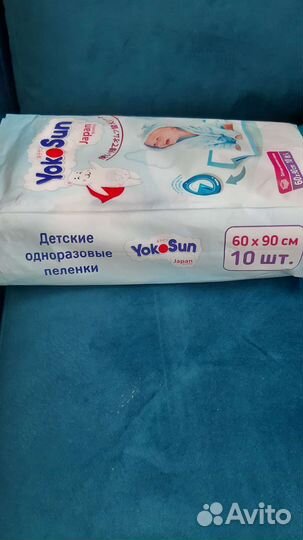 YokoSun
Japan
Детские
одноразовые
пеленки
YokoSun
Japan
60 x 90 см
10 шт.
Avito